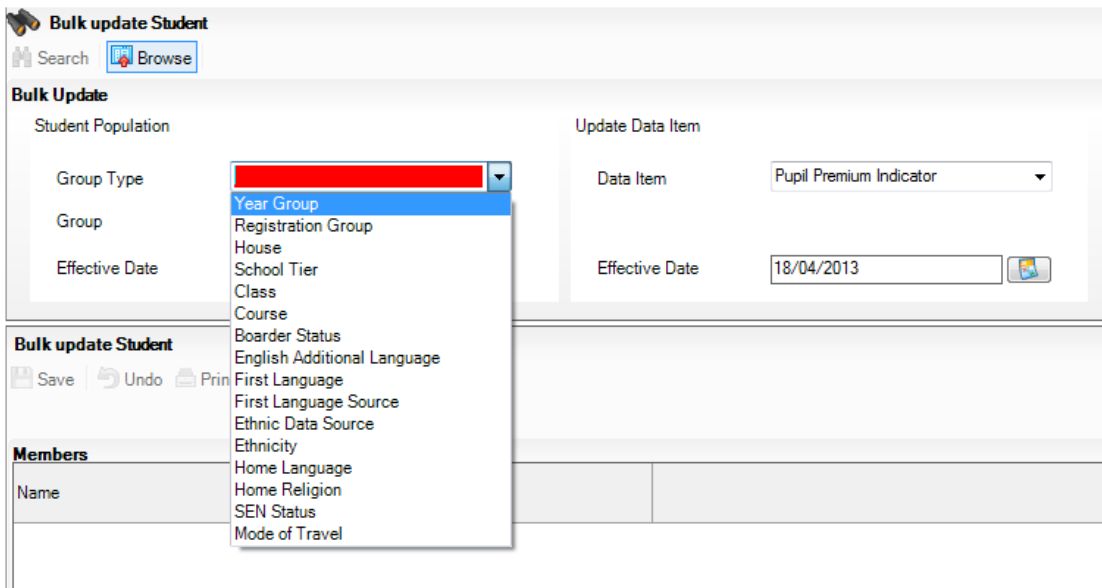 Bulk update Student
Search Browse
Bulk Update
Student Population Update Data Item
Group Type Data Item Pupil Premium Indicator
Year Group
Group
Registration Group
House
Effective Date School Tier Effective Date 18/04/2013
Class
Course
Boarder Status
Bulk update Student
English Additional Language
Save Undo Prin First Language
First Language Source
Ethnic Data Source
Ethnicity
Members
Home Language
Name Home Religion
SEN Status
Mode of Travel